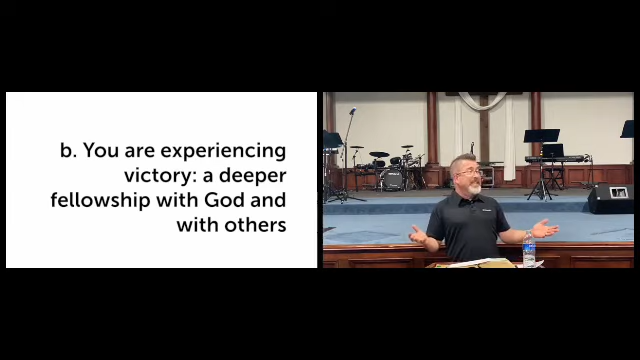 b. You are experiencing
victory: a deeper
fellowship with God and
with others